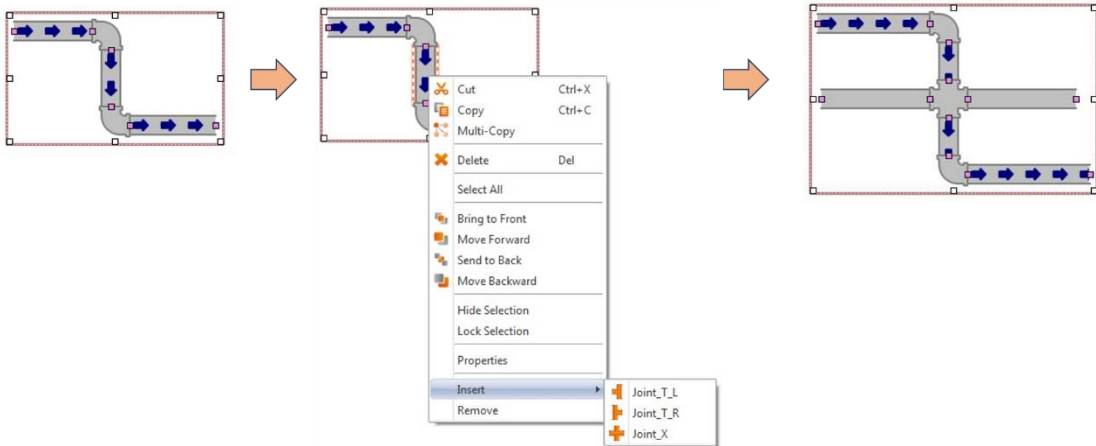 Cut Ctrl+X
Copy Ctrl+C
Multi-Copy
Delete Del
Select All
Bring to Front
Move Forward
Send to Back
Move Backward
Hide Selection
Lock Selection
Properties
Insert
Joint_T_L
Remove
Joint_T_R
Joint_X